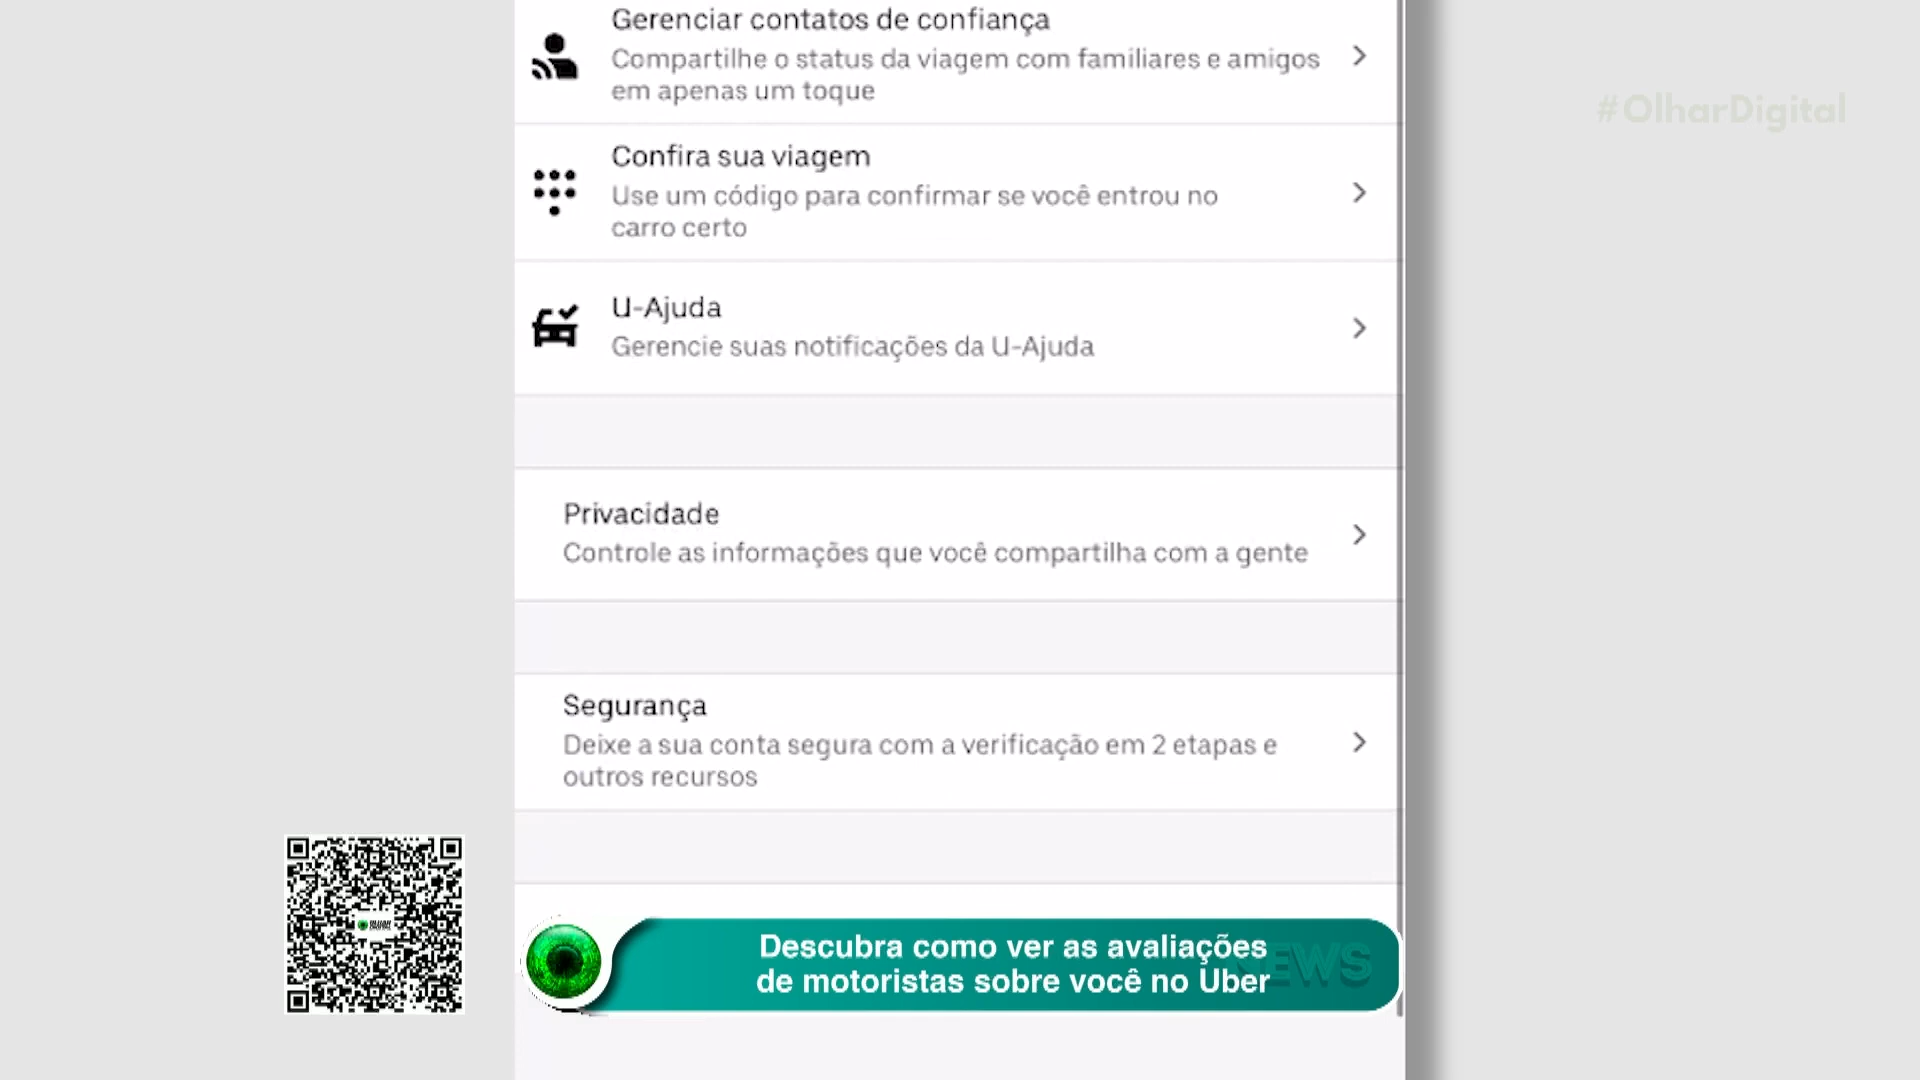 Gerenciar contatos de confiança
Compartilhe o status da viagem com familiares e amigos
em apenas um toque
#OlharDigital
Confira sua viagem
Use um código para confirmar se você entrou no
carro certo
U-Ajuda
Gerencie suas notificações da U-Ajuda
Privacidade
Controle as informações que você compartilha com a gente
Segurança
Deixe a sua conta segura com a verificação em 2 etapas e
outros recursos
Descubra como ver as avaliações
de motoristas sobre você no Uber
NEWS